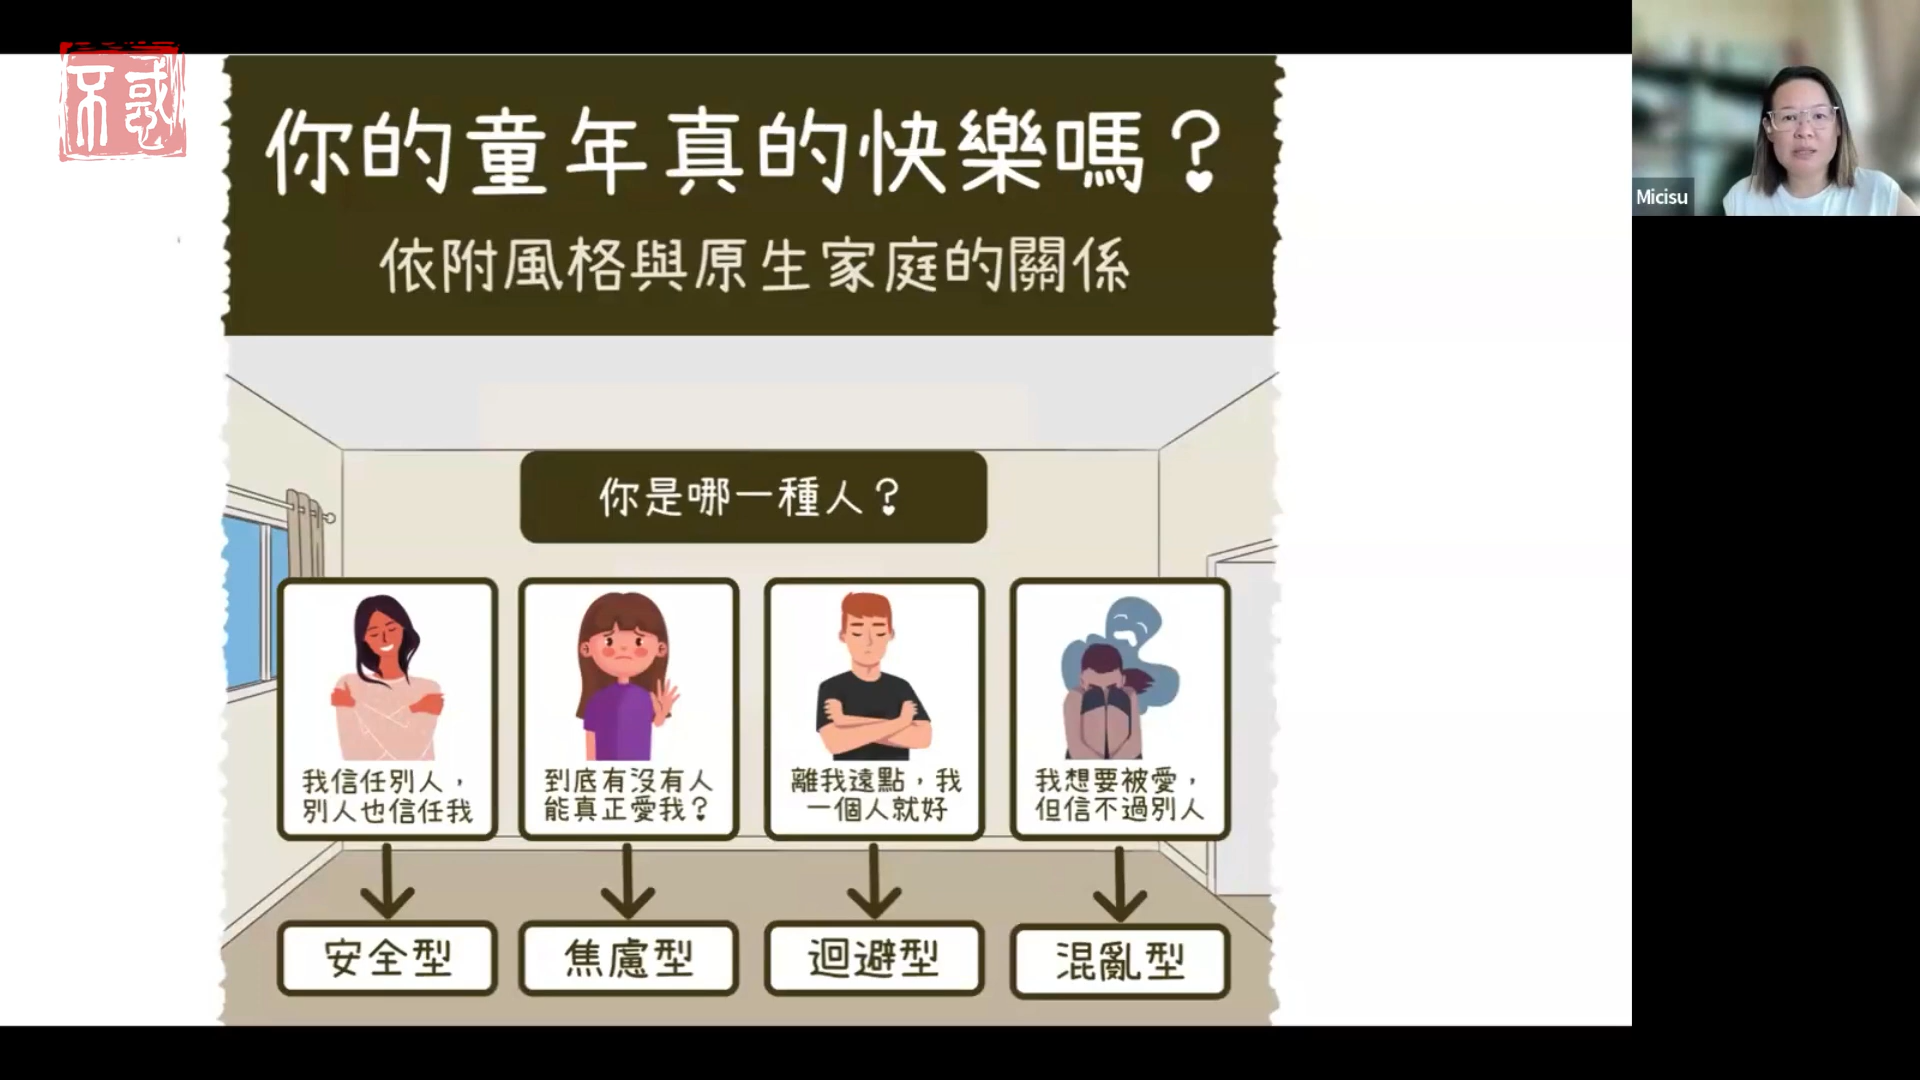 不惑
你的童年真的快樂嗎？
依附風格與原生家庭的關係
你是哪一種人？
我信任別人，
別人也信任我
到底有沒有人
能真正愛我？
離我遠點，我
一個人就好
我想要被愛，
但信不過別人
安全型
焦慮型
迴避型
混亂型
Micisu